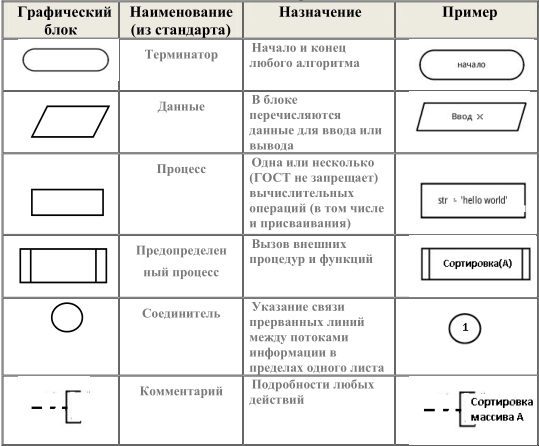 Графический блок
Наименование (из стандарта)
Назначение
Пример
Терминатор
Начало и конец
любого алгоритма
начало
Данные
В блоке
перечисляются
данные для ввода или
вывода
Ввод x
Процесс
Одна или несколько
(ГОСТ не запрещает)
вычислительных
операций (в том числе
и присваивания)
str := 'hello world'
Предопределен
ный процесс
Вызов внешних
процедур и функций
Сортировка(А)
Соединитель
Указание связи
прерванных линий
между потоками
информации в
пределах одного листа
1
Комментарий
Подробности любых
действий
Сортировка
массива А